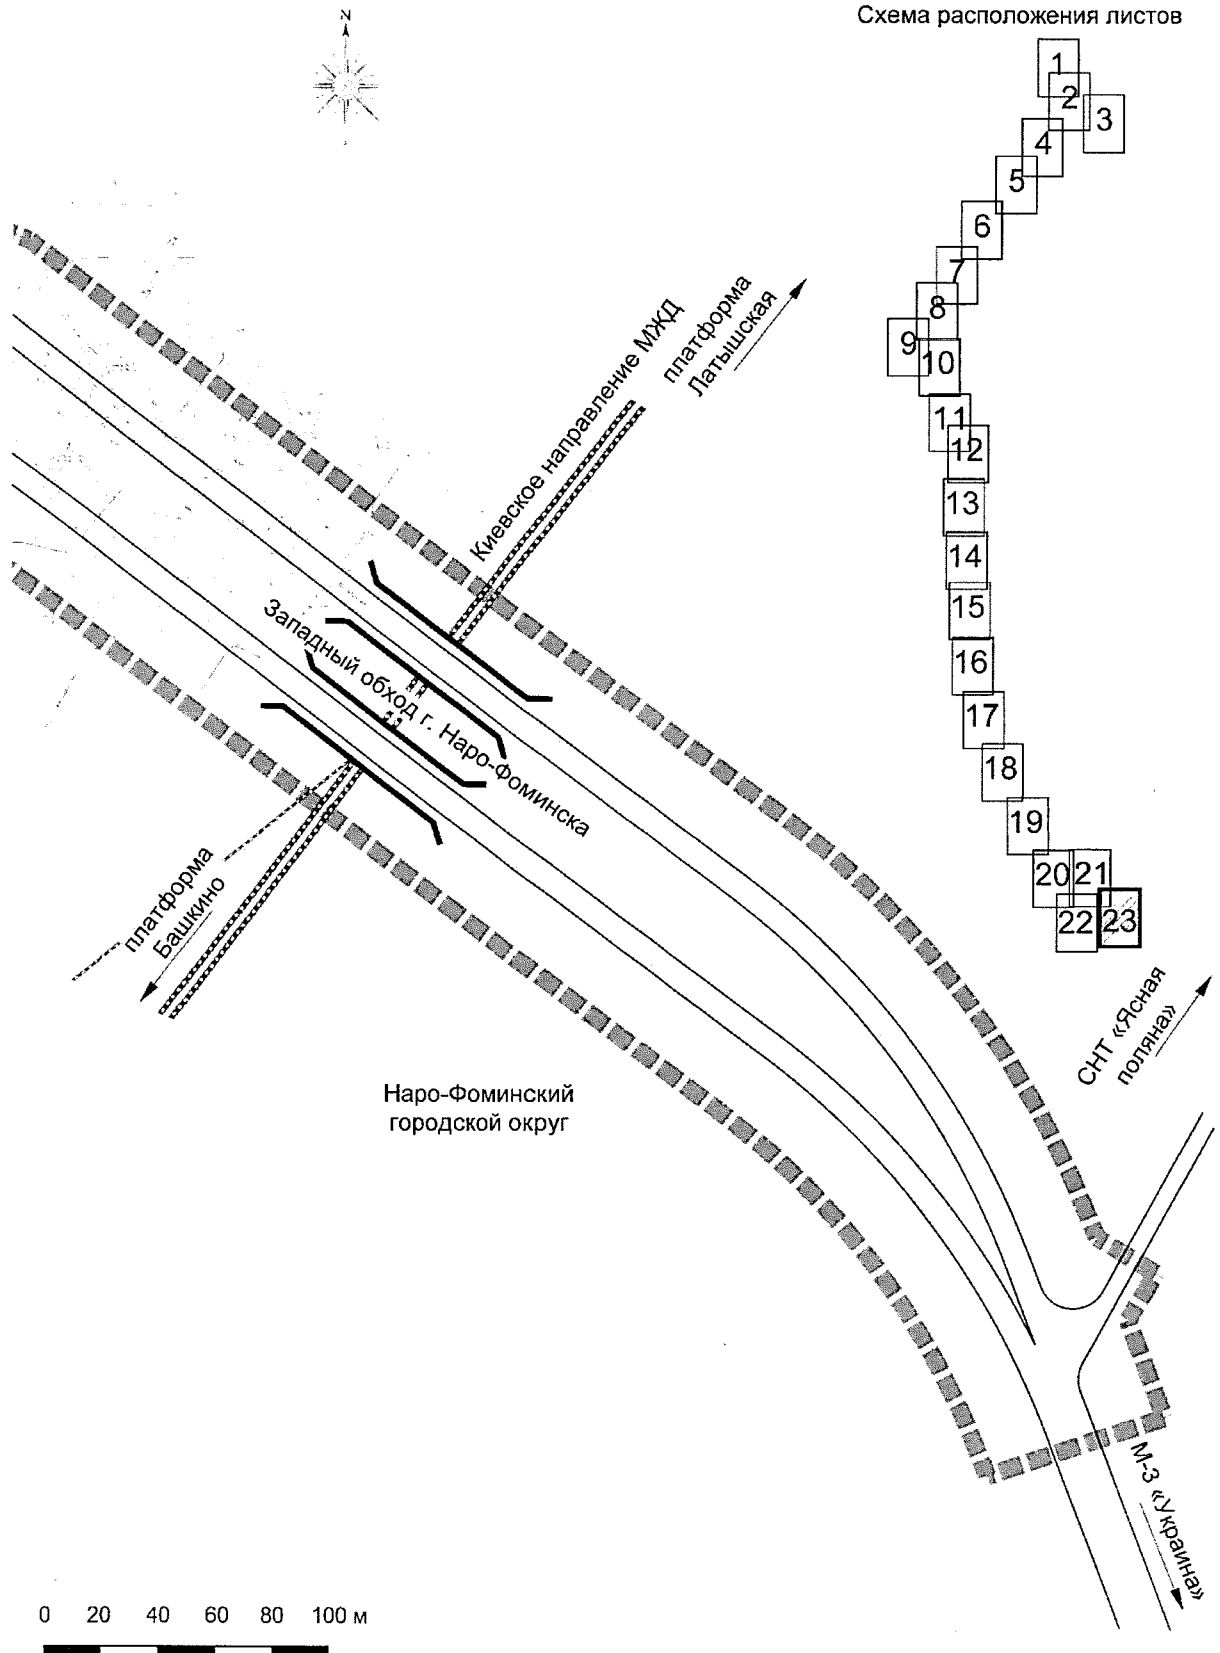 N
Схема расположения листов
1
2
3
4
5
6
7
8
9
10
11
12
13
14
15
16
17
18
19
20
21
22
23
Киевское направление МЖД
платформа
Латышская
Западный обход г. Наро-Фоминска
платформа
Башкино
СНТ «Ясная
поляна»
Наро-Фоминский
городской округ
М-3 «Украина»
0 20 40 60 80 100 м